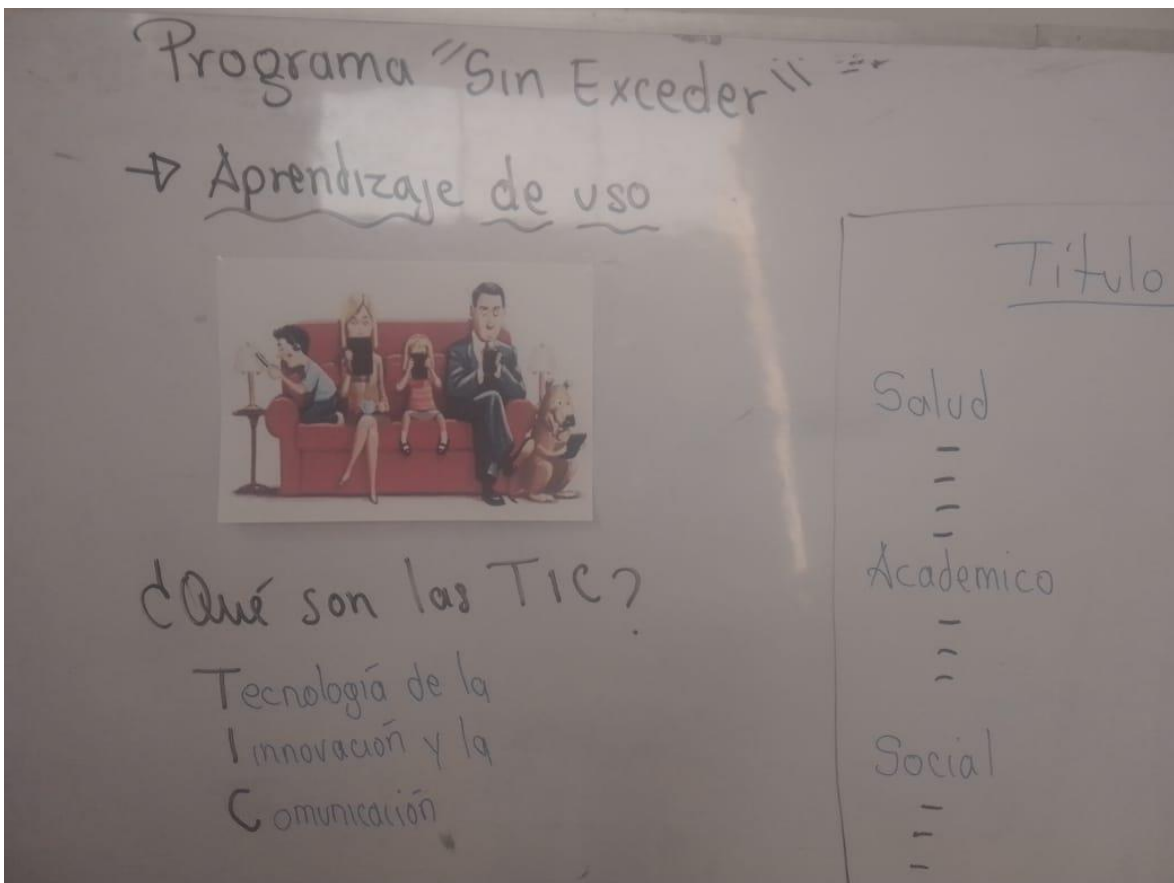 Programa "Sin Exceder"
→ Aprendizaje de uso
¿Qué son las TIC?
Tecnología de la
Innovación y la
Comunicación
Título
Salud
-
-
-
-
Academico
-
-
-
Social
-
-
-